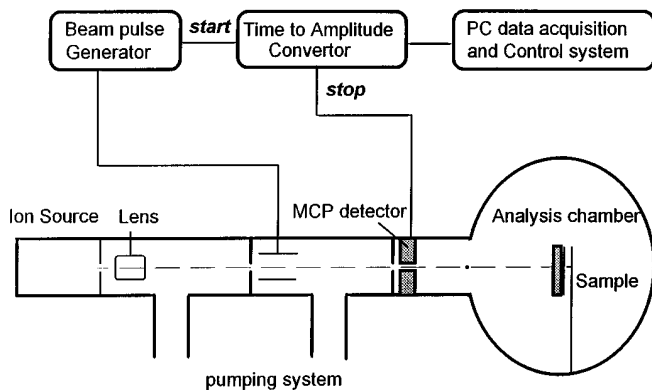 Beam pulse
Generator
start
Time to Amplitude
Convertor
PC data acquisition
and Control system
stop
Ion Source
Lens
MCP detector
Analysis chamber
Sample
pumping system